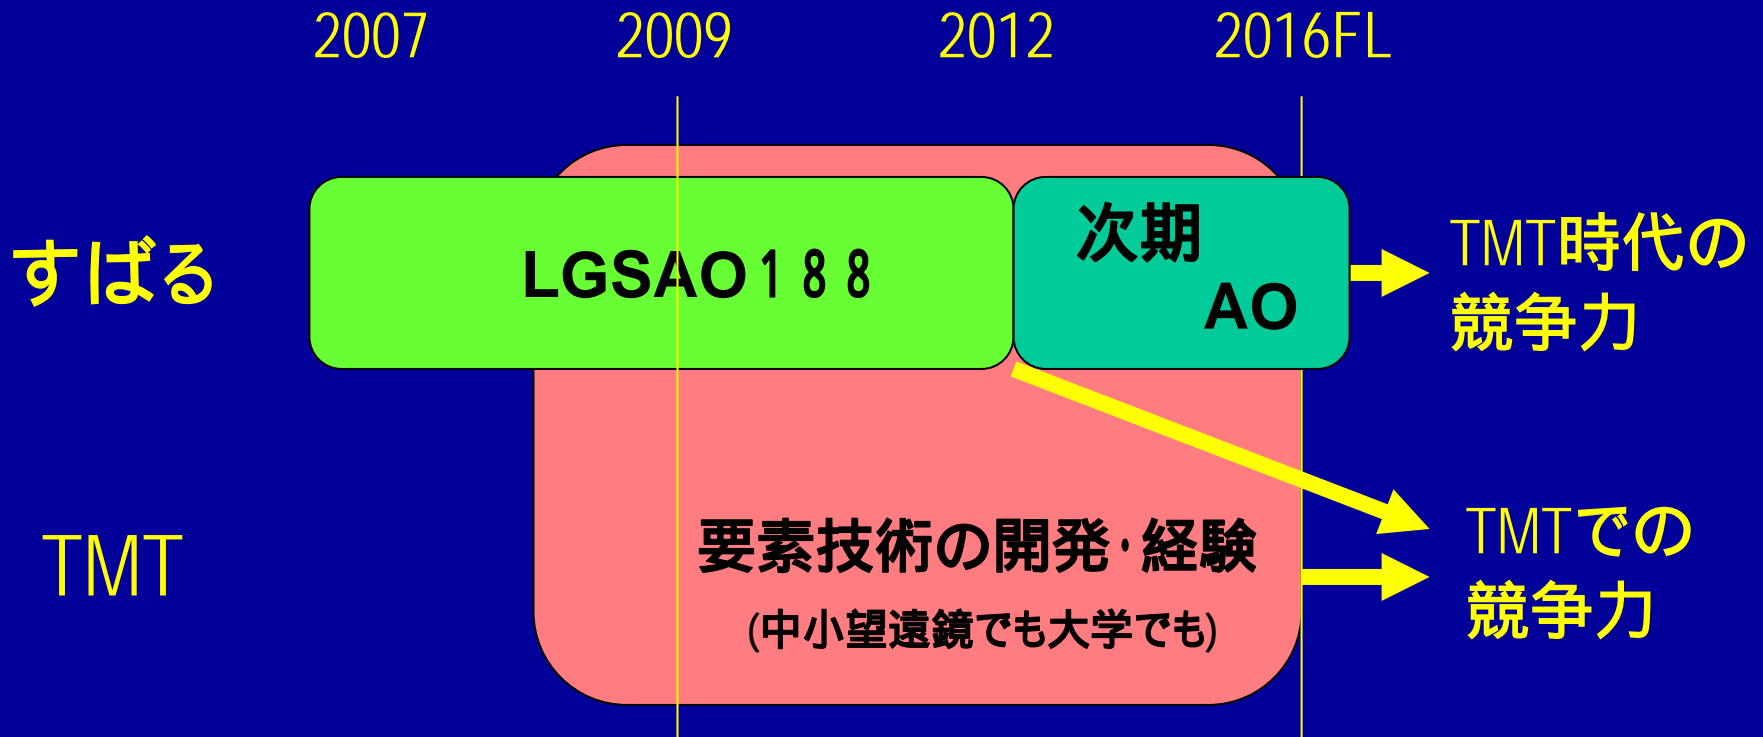 2007 2009 2012 2016FL
すばる
LGSAO188
次期
AO
TMT時代の
競争力
TMT
要素技術の開発・経験
(中小望遠鏡でも大学でも)
TMTでの
競争力